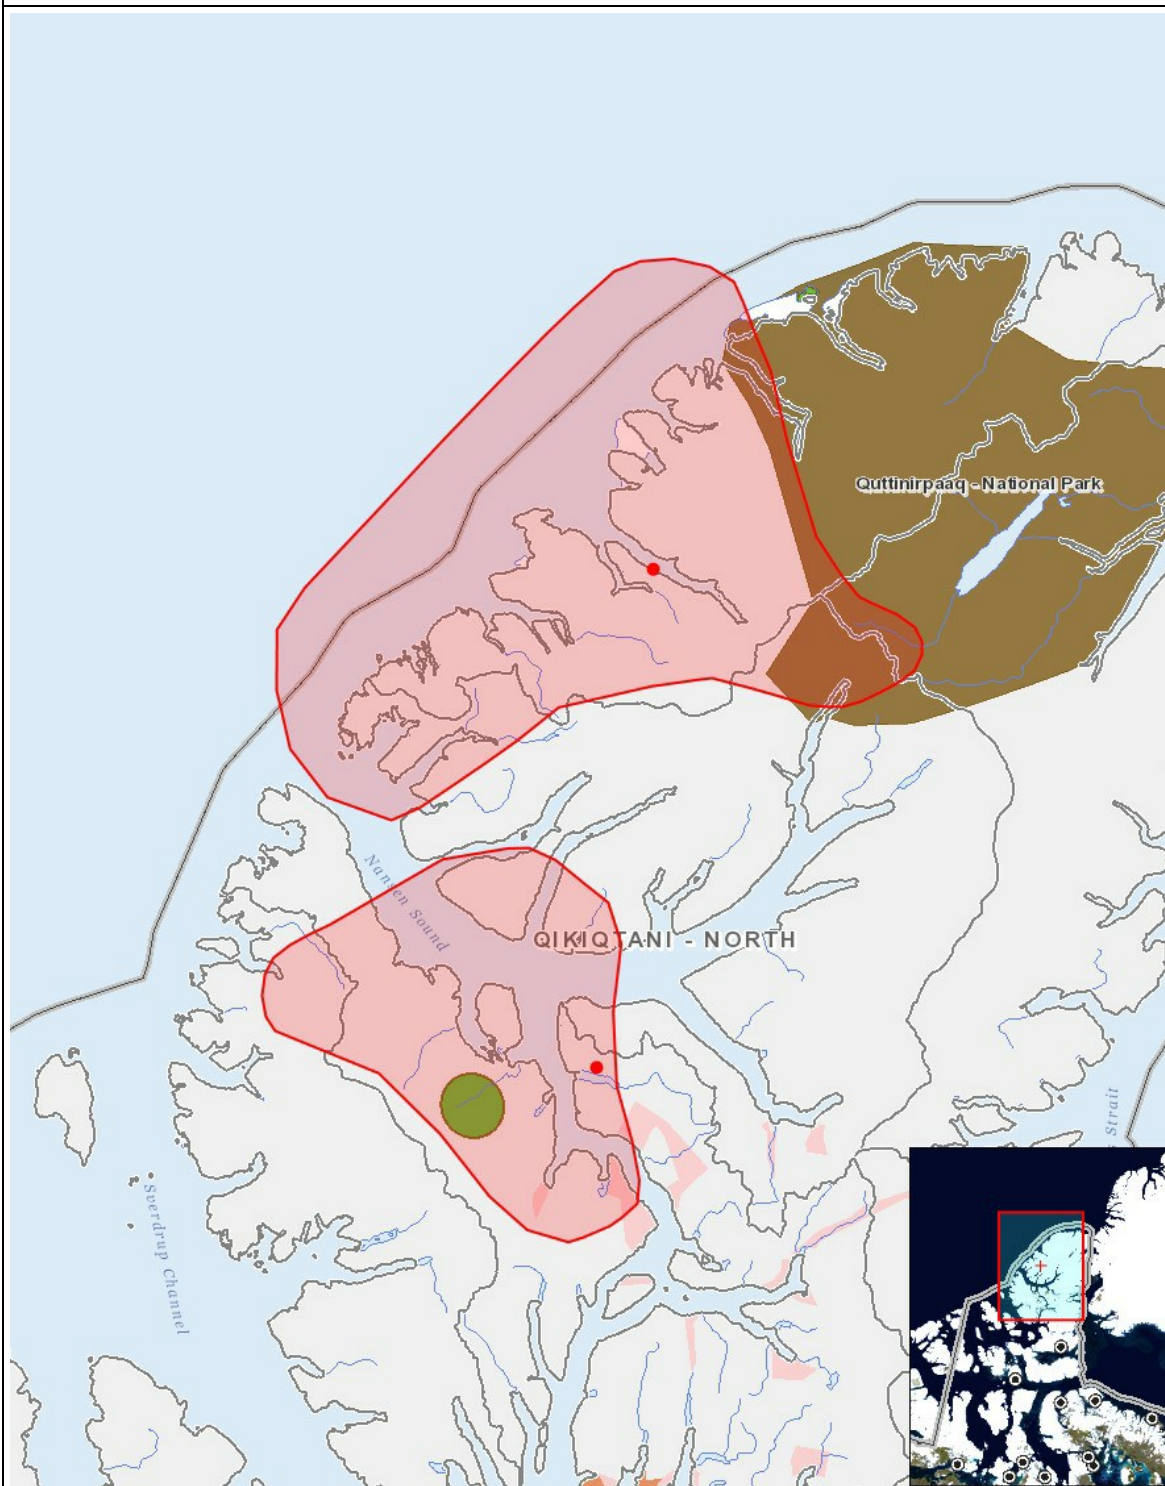 Quttinirpaaq - National Park
Nansen Sound
QIKIQTANI - NORTH
Strait
Sverdrup Channel